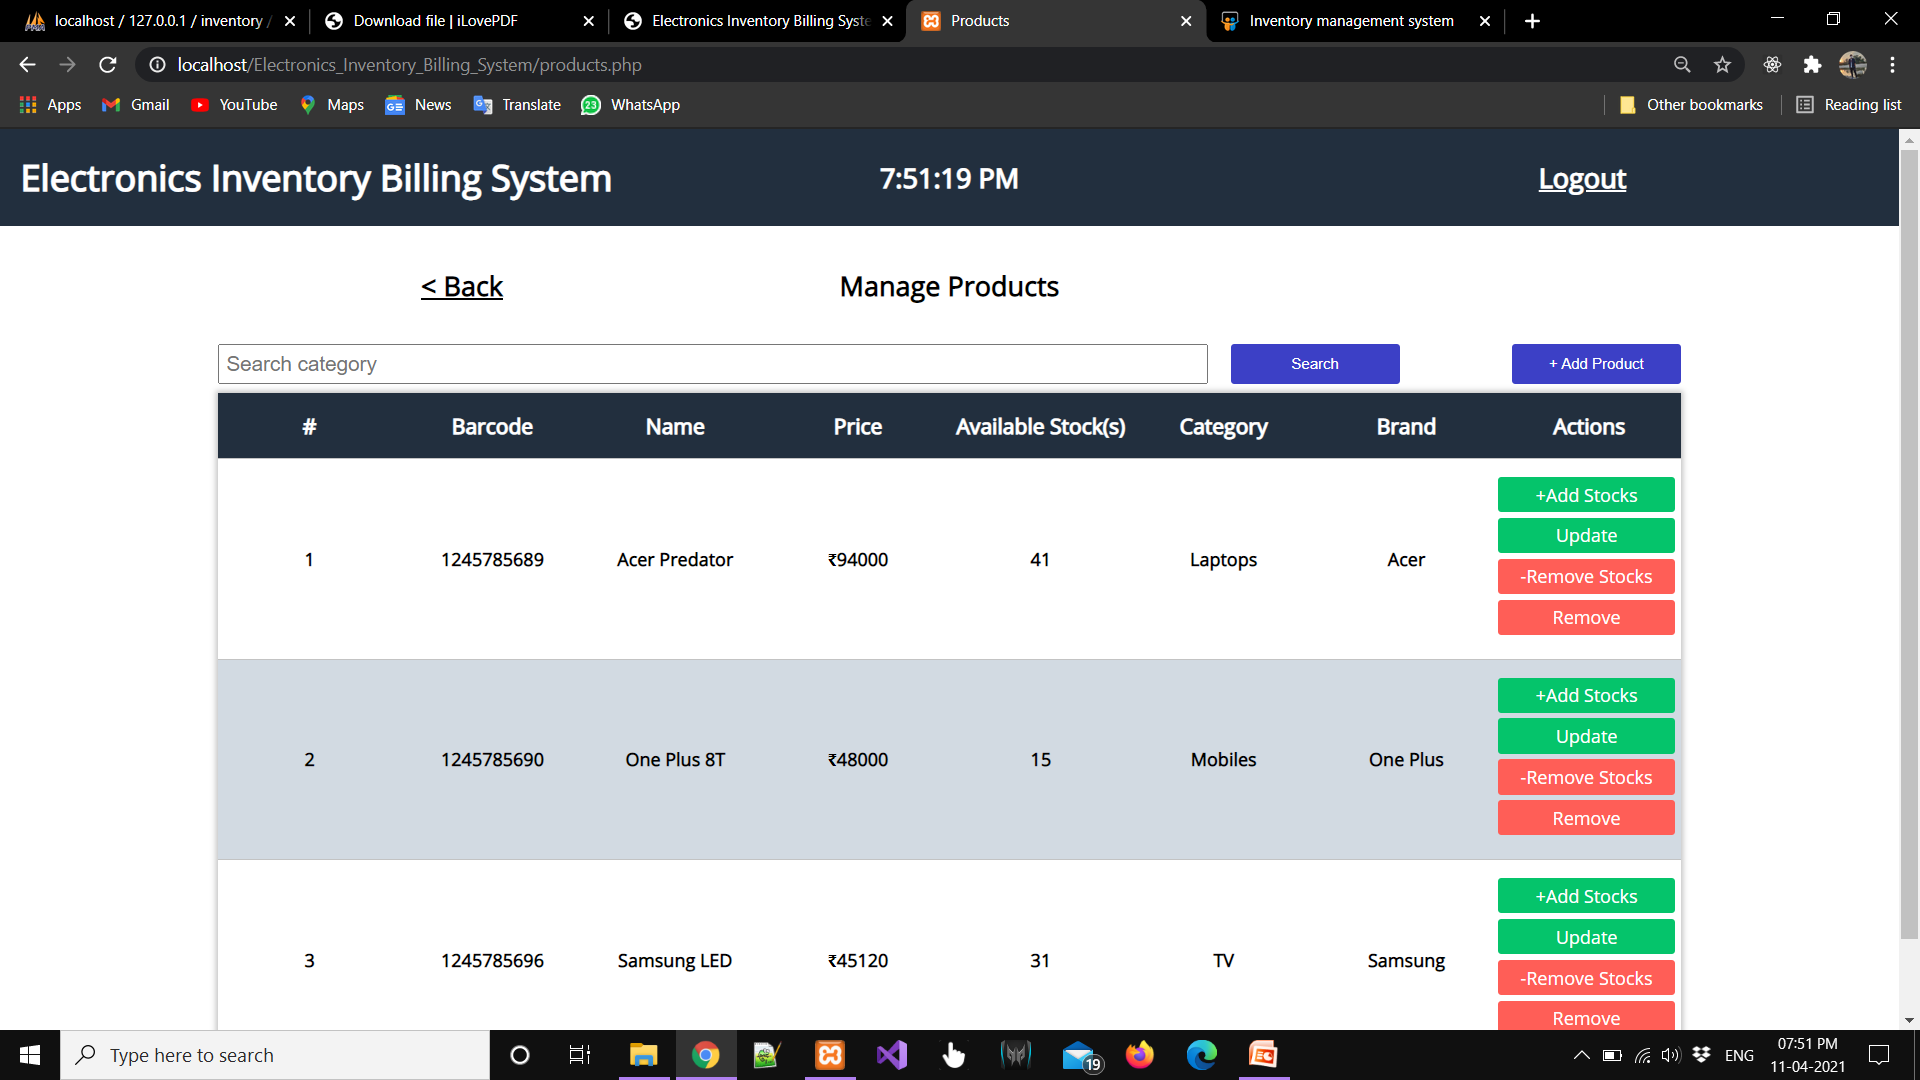 localhost / 127.0.0.1 / inventory /
Download file | iLovePDF
Electronics Inventory Billing Syste
Products
Inventory management system
localhost/Electronics_Inventory_Billing_System/products.php
Apps
Gmail
YouTube
Maps
News
Translate
23
WhatsApp
Other bookmarks
Reading list
Electronics Inventory Billing System
7:51:19 PM
Logout
< Back
Manage Products
Search category
Search
+ Add Product
# Barcode Name Price Available Stock(s) Category Brand Actions
1 1245785689 Acer Predator ₹94000 41 Laptops Acer
+Add Stocks
Update
-Remove Stocks
Remove
2 1245785690 One Plus 8T ₹48000 15 Mobiles One Plus
+Add Stocks
Update
-Remove Stocks
Remove
3 1245785696 Samsung LED ₹45120 31 TV Samsung
+Add Stocks
Update
-Remove Stocks
Remove
Type here to search
19
ENG
07:51 PM
11-04-2021